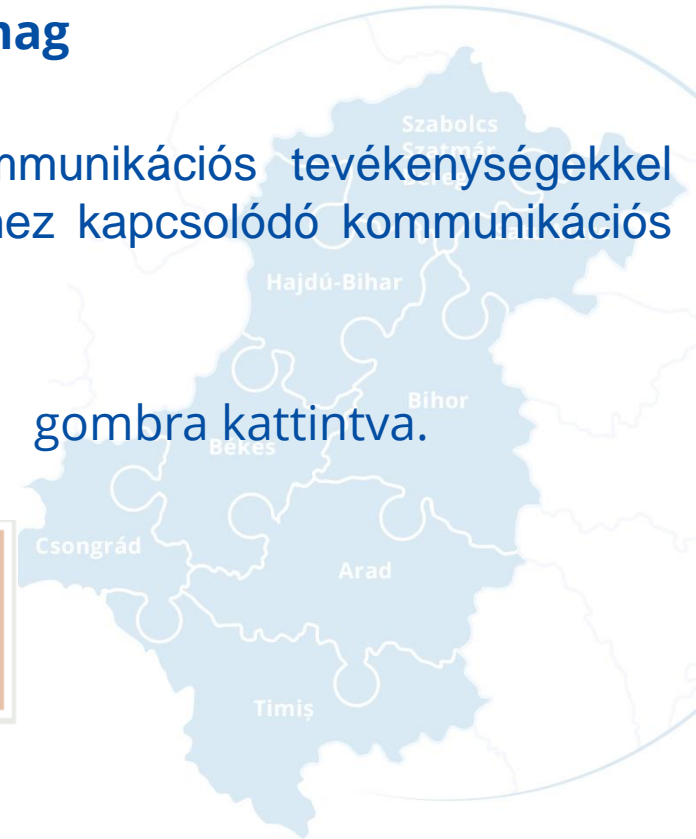 nag
mmunikációs tevékenységekkel
hez kapcsolódó kommunikációs
gombra kattintva.
Szabolcs
Szatmár
Hajdú-Bihar
Bihor
Békés
Csongrád
Arad
Timiș